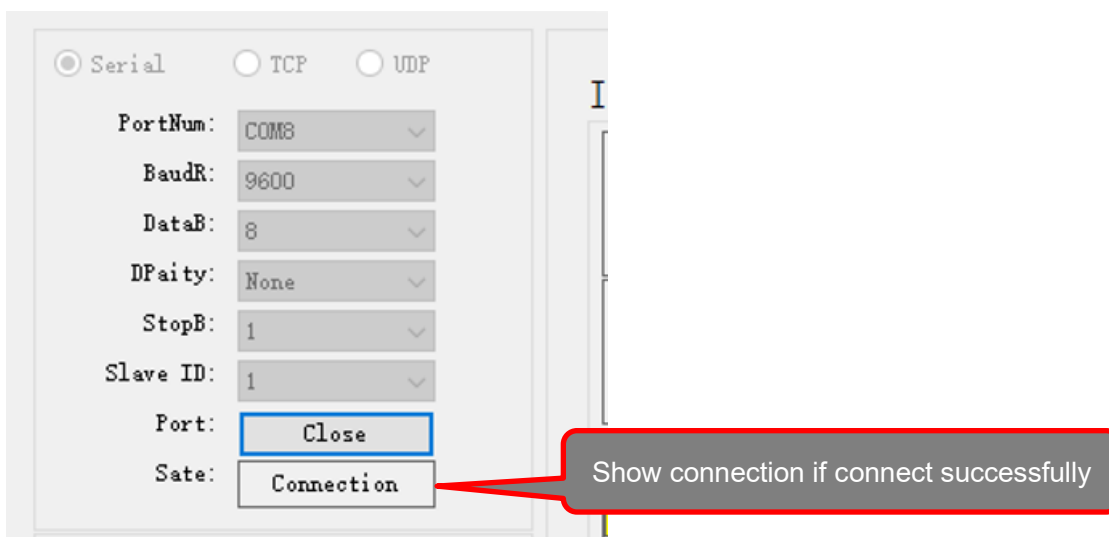 Serial TCP UDP
I
PortNum: COM8
BaudR: 9600
DataB: 8
DPaity: None
StopB: 1
Slave ID: 1
Port: Close
Sate: Connection
Show connection if connect successfully